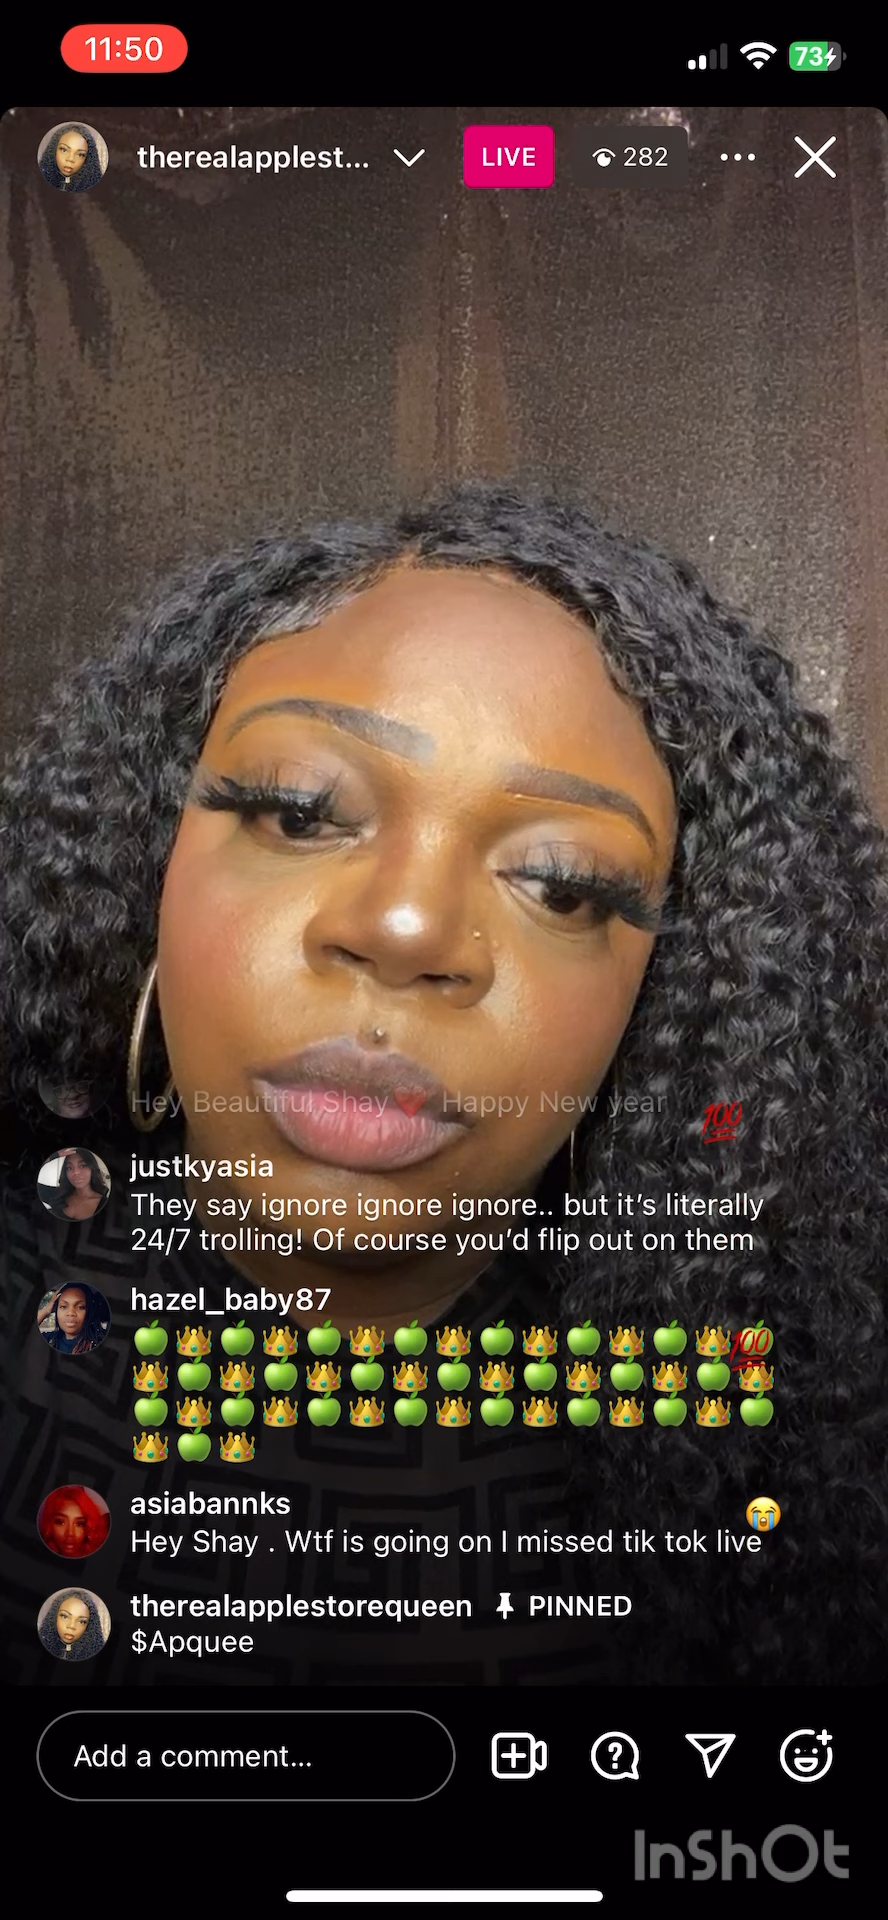 11:50
73
therealapplest...
LIVE
282
Hey Beautiful Shay❤️ Happy New year
💯
justkyasia
They say ignore ignore ignore.. but it’s literally
24/7 trolling! Of course you’d flip out on them
hazel_baby87
🍏👑🍏👑🍏👑🍏👑🍏👑🍏👑🍏👑🍏
👑🍏👑🍏👑🍏👑🍏👑🍏👑🍏👑🍏👑
🍏👑🍏👑🍏👑🍏👑🍏👑🍏👑🍏👑🍏
👑🍏👑
asiabannks
Hey Shay . Wtf is going on I missed tik tok live
therealapplestorequeen PINNED
$Apquee
Add a comment...
InShOt